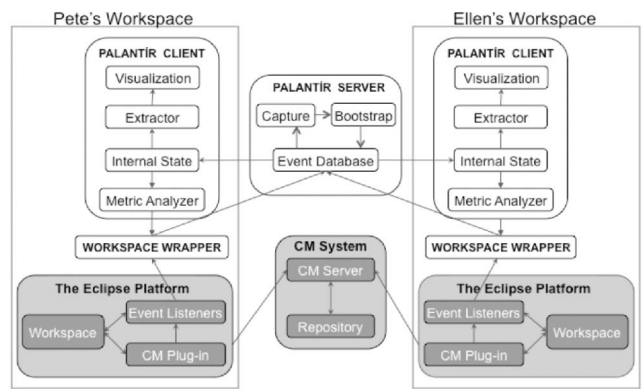 Pete's Workspace
Ellen's Workspace
PALANTÍR CLIENT
Visualization
Extractor
Internal State
Metric Analyzer
WORKSPACE WRAPPER
The Eclipse Platform
Event Listeners
Workspace
CM Plug-in
PALANTÍR SERVER
Capture
Bootstrap
Event Database
CM System
CM Server
Repository
PALANTÍR CLIENT
Visualization
Extractor
Internal State
Metric Analyzer
WORKSPACE WRAPPER
The Eclipse Platform
Event Listeners
Workspace
CM Plug-in